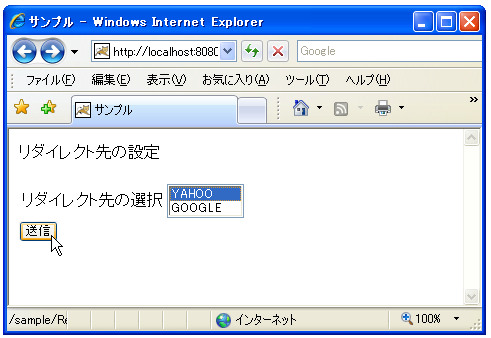 サンプル - Windows Internet Explorer
http://localhost:8080
Google
ファイル(F) 編集(E) 表示(V) お気に入り(A) ツール(T) ヘルプ(H)
サンプル
リダイレクト先の設定
リダイレクト先の選択 YAHOO
GOOGLE
送信
/sample/Re インターネット 100%